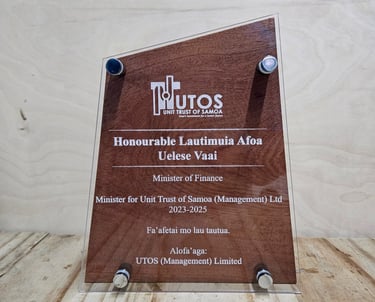 UTOS
UNIT TRUST OF SAMOA
Honourable Lautimuia Afoa
Uelese Vaai
Minister of Finance
Minister for Unit Trust of Samoa (Management) Ltd
2023-2025
Fa'afetai mo lau tautua.
Alofa'aga:
UTOS (Management) Limited